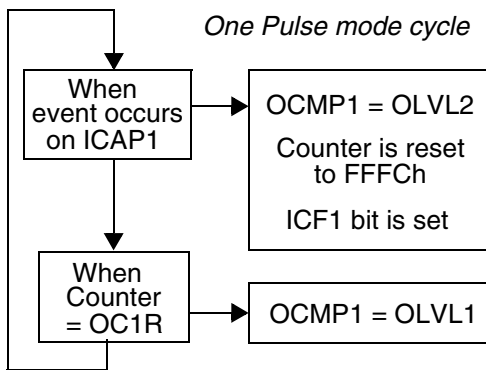 One Pulse mode cycle
When
event occurs
on ICAP1
OCMP1 = OLVL2
Counter is reset
to FFFCh
ICF1 bit is set
When
Counter
= OC1R
OCMP1 = OLVL1